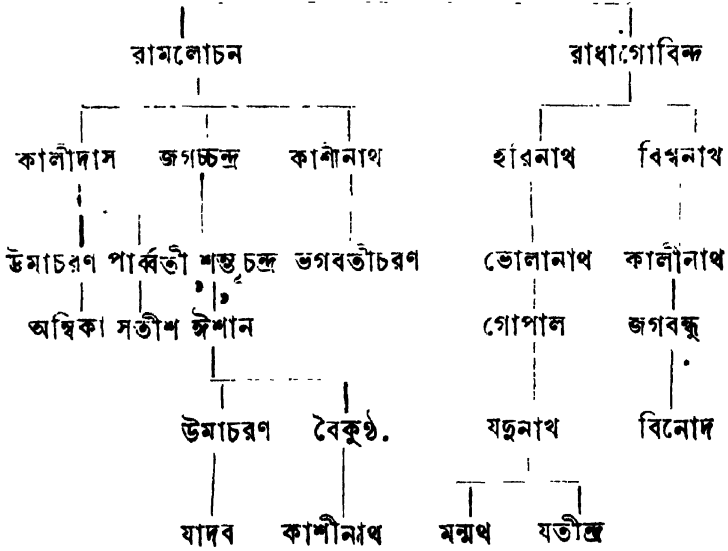 রামলোচন রাধাগোবিন্দ
কালীদাস জগচ্চন্দ্র কাশীনাথ হরিনাথ বিশ্বনাথ
উমাচরণ পার্ব্বতী শম্ভুচন্দ্র ভগবতীচরণ ভোলানাথ কালীনাথ
অম্বিকা সতীশ ঈশান গোপাল জগবন্ধু
উমাচরণ বৈকুণ্ঠ. যদুনাথ বিনোদ
যাদব কাশীনাথ মন্মথ যতীন্দ্র